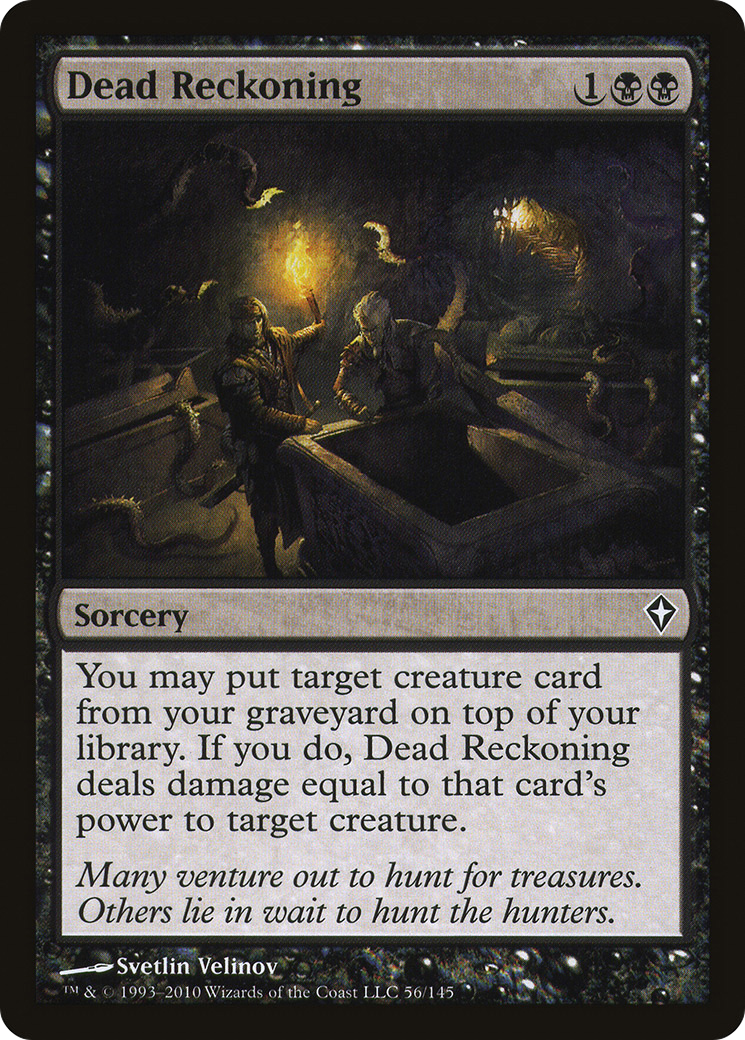 Dead Reckoning 1
Sorcery
You may put target creature card
from your graveyard on top of your
library. If you do, Dead Reckoning
deals damage equal to that card's
power to target creature.
Many venture out to hunt for treasures.
Others lie in wait to hunt the hunters.
Svetlin Velinov
™ & © 1993–2010 Wizards of the Coast LLC 56/145